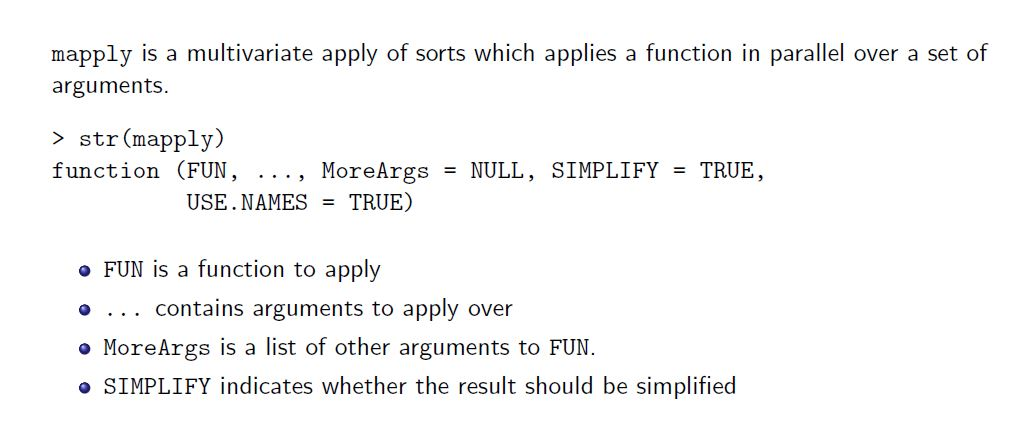 mapply is a multivariate apply of sorts which applies a function in parallel over a set of
arguments.
> str(mapply)
function (FUN, ..., MoreArgs = NULL, SIMPLIFY = TRUE,
USE.NAMES = TRUE)
FUN is a function to apply
... contains arguments to apply over
MoreArgs is a list of other arguments to FUN.
SIMPLIFY indicates whether the result should be simplified